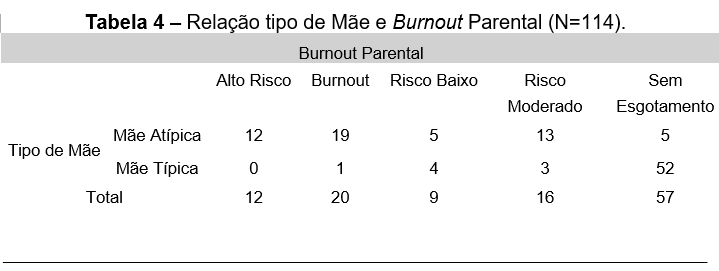 Tabela 4 – Relação tipo de Mãe e Burnout Parental (N=114).
Burnout Parental
Alto Risco Burnout Risco Baixo Risco Moderado Sem Esgotamento
Tipo de Mãe
Mãe Atípica 12 19 5 13 5
Mãe Típica 0 1 4 3 52
Total 12 20 9 16 57